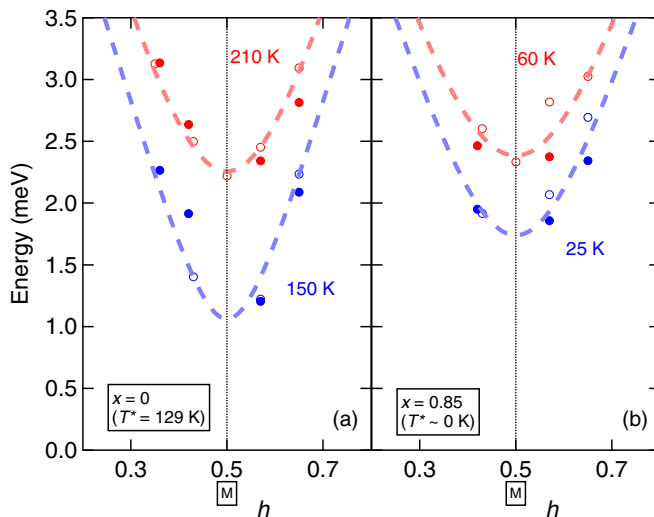 3.5
3.0
2.5
2.0
1.5
1.0
0.5
0.0
Energy (meV)
210 K
150 K
x = 0
(T* = 129 K)
(a)
60 K
25 K
x = 0.85
(T* ~ 0 K)
(b)
0.3 0.5 0.7 0.3 0.5 0.7
M M
h h